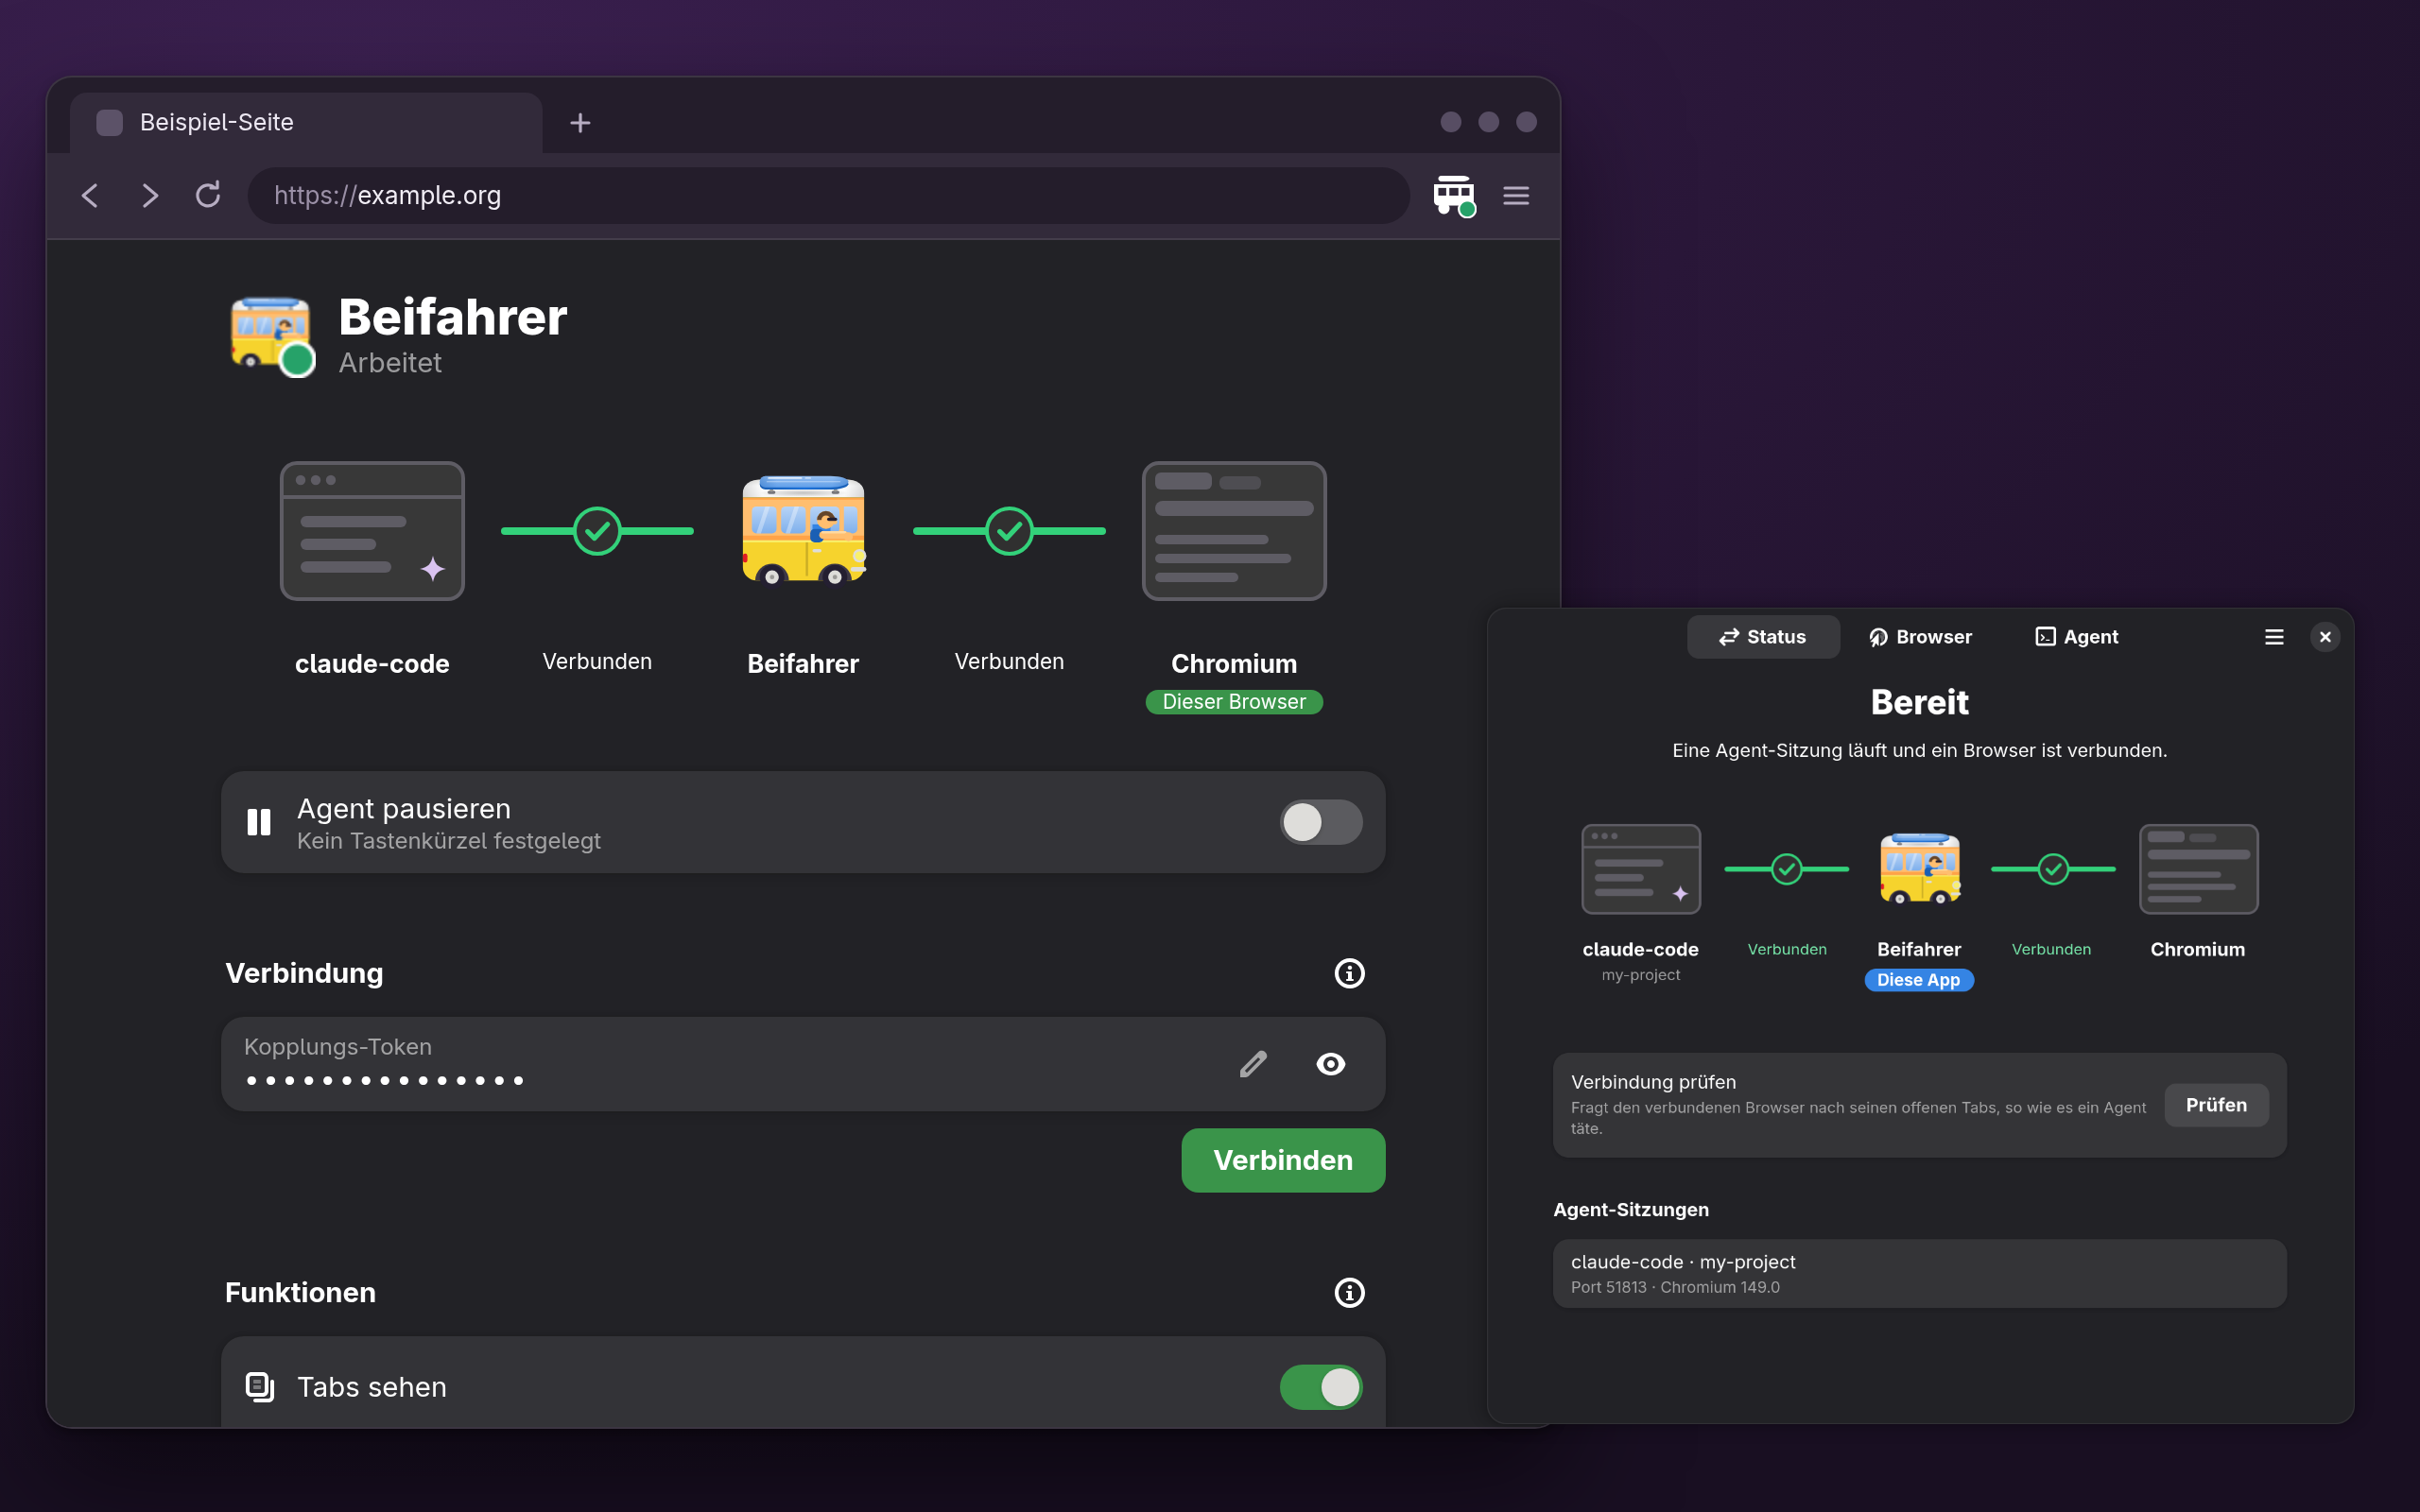 Beispiel-Seite
https://example.org
Beifahrer
Arbeitet
claude-code
Verbunden
Beifahrer
Verbunden
Chromium
Dieser Browser
Agent pausieren
Kein Tastenkürzel festgelegt
Verbindung
Kopplungs-Token
Verbinden
Funktionen
Tabs sehen
Status
Browser
Agent
Bereit
Eine Agent-Sitzung läuft und ein Browser ist verbunden.
claude-code
my-project
Verbunden
Beifahrer
Diese App
Verbunden
Chromium
Verbindung prüfen
Fragt den verbundenen Browser nach seinen offenen Tabs, so wie es ein Agent
täte.
Prüfen
Agent-Sitzungen
claude-code · my-project
Port 51813 · Chromium 149.0